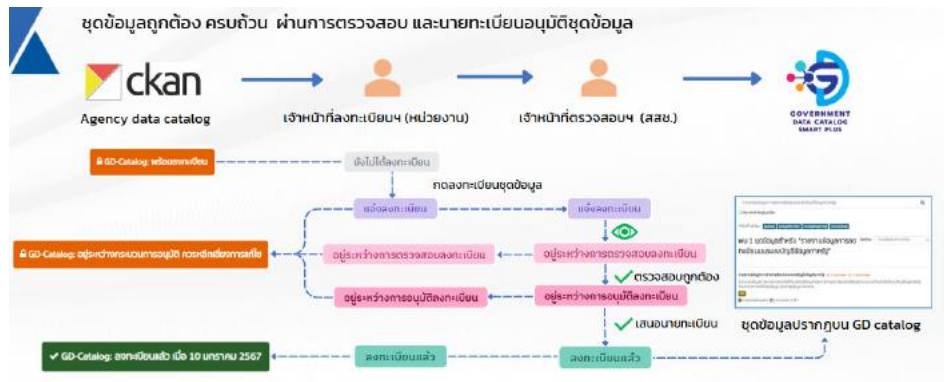 ชุดข้อมูลถูกต้อง ครบถ้วน ผ่านการตรวจสอบ และนายทะเบียนอนุมัติชุดข้อมูล
ckan
Agency data catalog
เจ้าหน้าที่ลงทะเบียนฯ (หน่วยงาน)
เจ้าหน้าที่ตรวจสอบฯ (สสช.)
GOVERNMENT
DATA CATALOG
SMART PLUS
GD-Catalog: พร้อมลงทะเบียน
ยังไม่ได้ลงทะเบียน
กดลงทะเบียนชุดข้อมูล
แจ้งลงทะเบียน
แจ้งลงทะเบียน
GD-Catalog: อยู่ระหว่างกระบวนการอนุมัติ ควรหลีกเลี่ยงการแก้ไข
อยู่ระหว่างการตรวจสอบลงทะเบียน
อยู่ระหว่างการตรวจสอบลงทะเบียน
ตรวจสอบถูกต้อง
อยู่ระหว่างการอนุมัติลงทะเบียน
อยู่ระหว่างการอนุมัติลงทะเบียน
เสนอนายทะเบียน
พบ 1 ชุดข้อมูลสำหรับ
ชุดข้อมูลปรากฏบน GD catalog
GD-Catalog: ลงทะเบียนแล้ว เมื่อ 10 มกราคม 2567
ลงทะเบียนแล้ว
ลงทะเบียนแล้ว